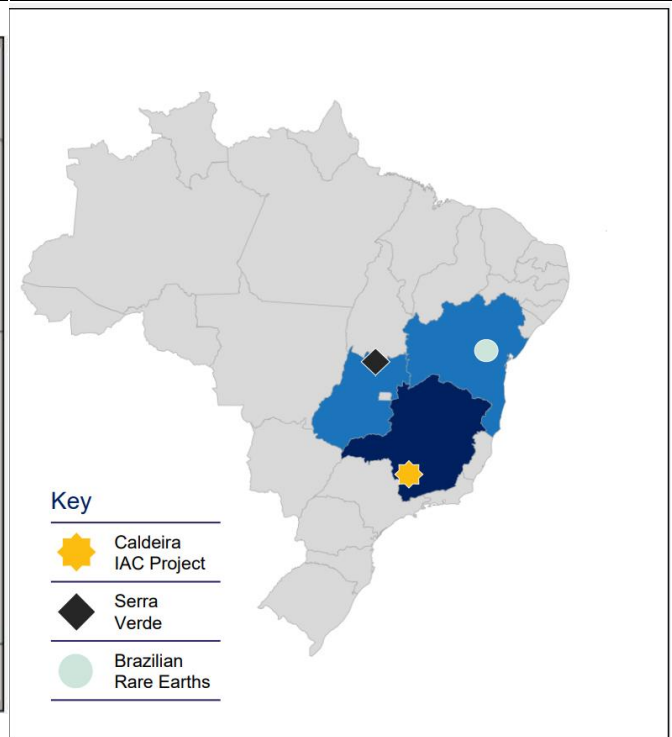 Key
Caldeira
IAC Project
Serra
Verde
Brazilian
Rare Earths